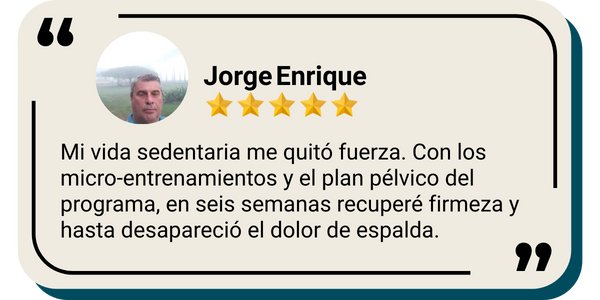 Jorge Enrique
Mi vida sedentaria me quitó fuerza. Con los
micro-entrenamientos y el plan pélvico del
programa, en seis semanas recuperé firmeza y
hasta desapareció el dolor de espalda.